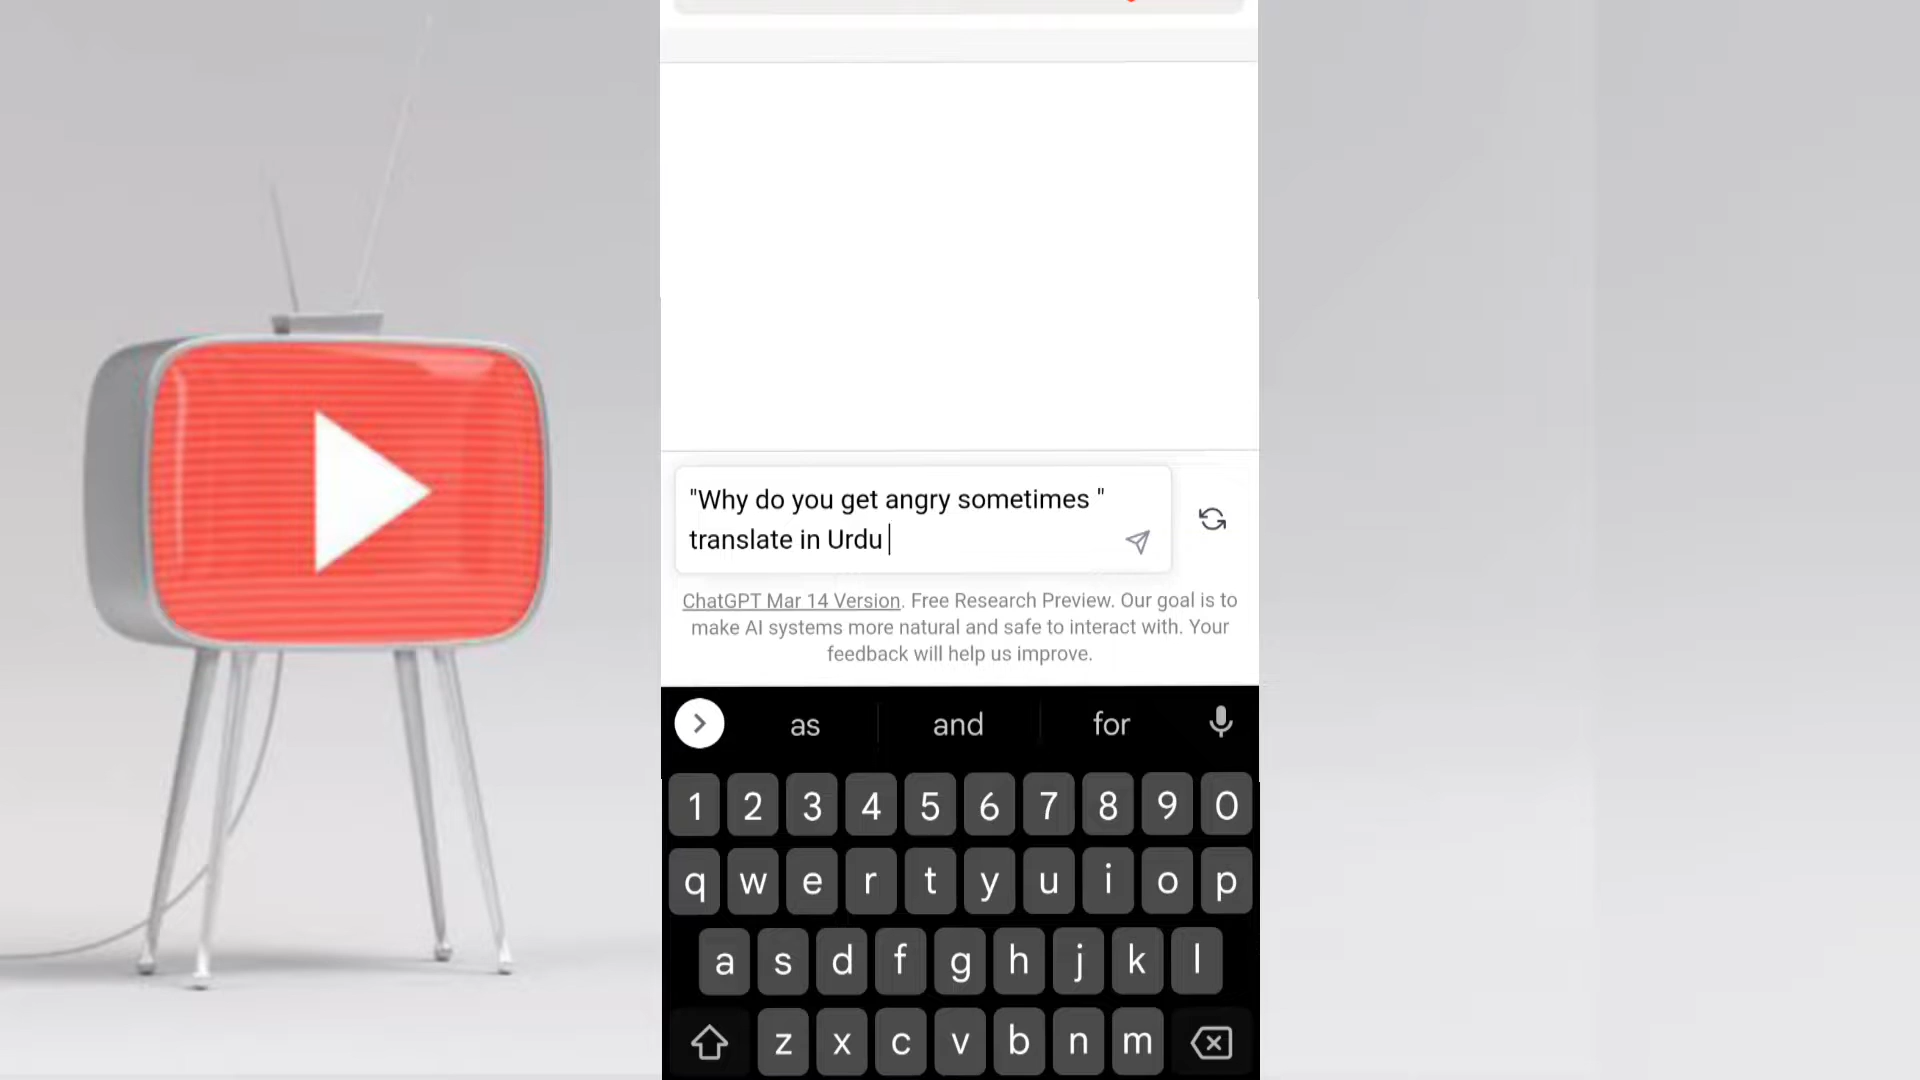 "Why do you get angry sometimes "
translate in Urdu
ChatGPT Mar 14 Version. Free Research Preview. Our goal is to
make AI systems more natural and safe to interact with. Your
feedback will help us improve.
as and for
1 2 3 4 5 6 7 8 9 0
q w e r t y u i o p
a s d f g h j k l
z x c v b n m